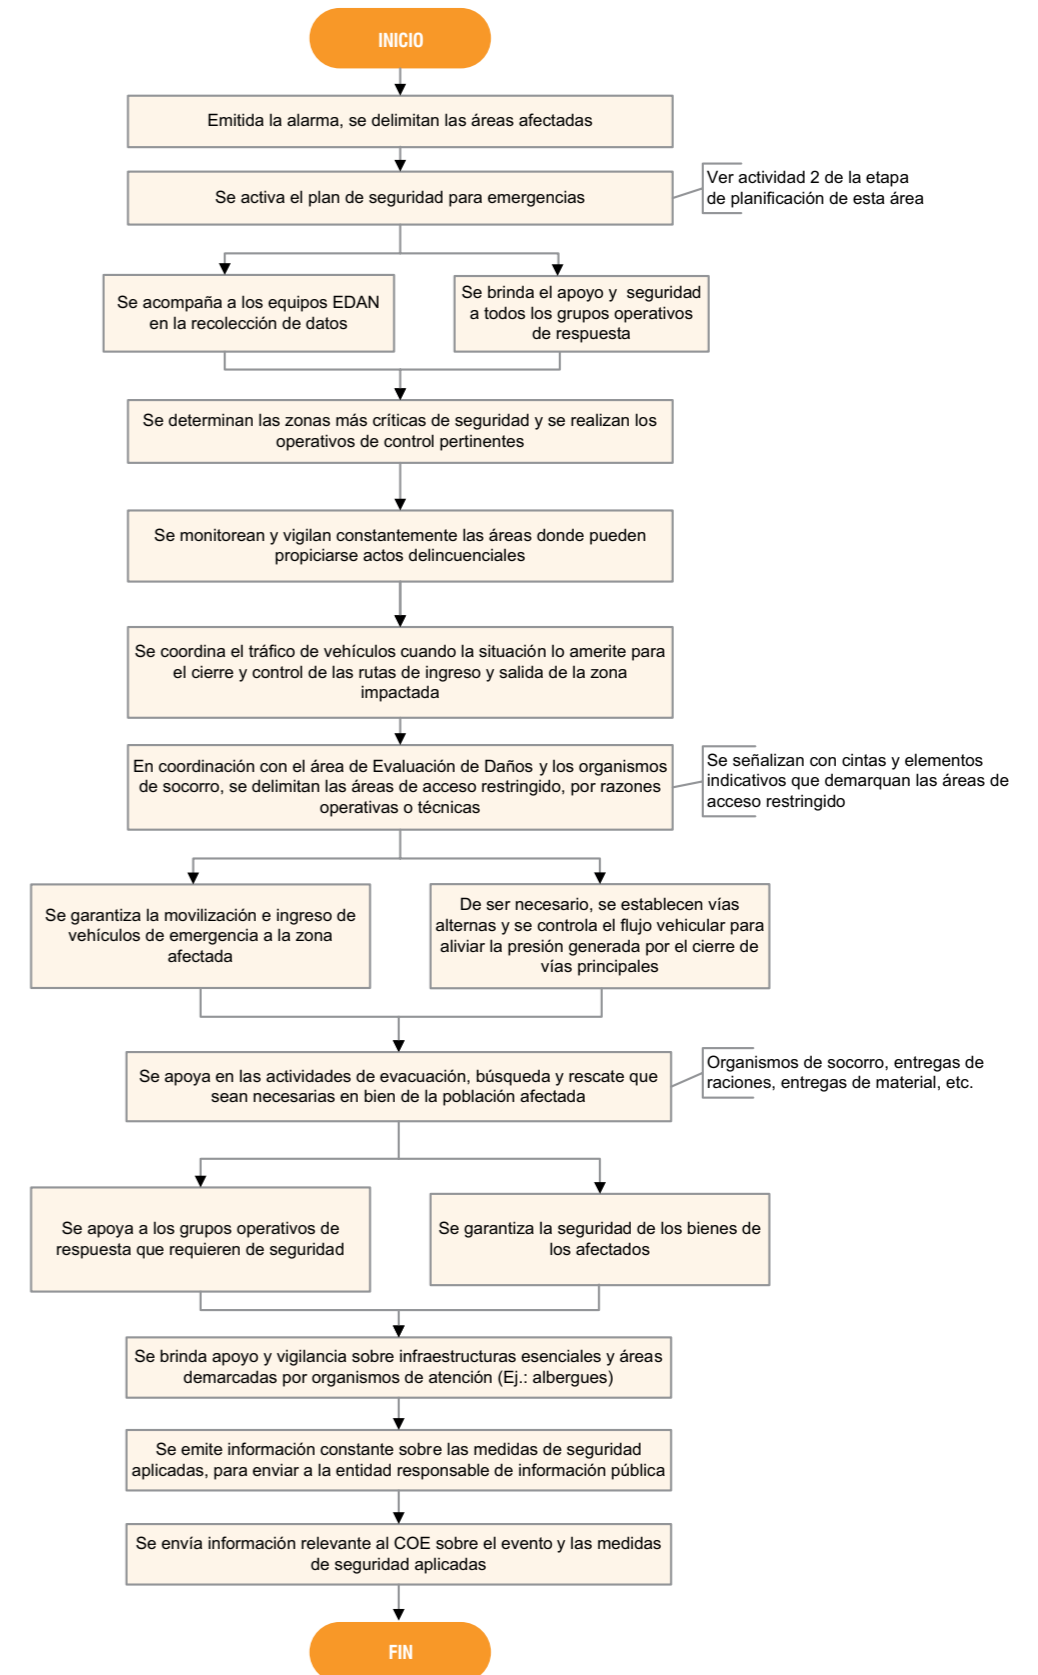 INICIO
Emitida la alarma, se delimitan las áreas afectadas
Se activa el plan de seguridad para emergencias
Ver actividad 2 de la etapa
de planificación de esta área
Se acompaña a los equipos EDAN
en la recolección de datos
Se brinda el apoyo y seguridad
a todos los grupos operativos
de respuesta
Se determinan las zonas más críticas de seguridad y se realizan los
operativos de control pertinentes
Se monitorean y vigilan constantemente las áreas donde pueden
propiciarse actos delincuenciales
Se coordina el tráfico de vehículos cuando la situación lo amerite para
el cierre y control de las rutas de ingreso y salida de la zona
impactada
En coordinación con el área de Evaluación de Daños y los organismos
de socorro, se delimitan las áreas de acceso restringido, por razones
operativas o técnicas
Se señalizan con cintas y elementos
indicativos que demarquan las áreas de
acceso restringido
Se garantiza la movilización e ingreso de
vehículos de emergencia a la zona
afectada
De ser necesario, se establecen vías
alternas y se controla el flujo vehicular para
aliviar la presión generada por el cierre de
vías principales
Se apoya en las actividades de evacuación, búsqueda y rescate que
sean necesarias en bien de la población afectada
Organismos de socorro, entregas de
raciones, entregas de material, etc.
Se apoya a los grupos operativos de
respuesta que requieren de seguridad
Se garantiza la seguridad de los bienes de
los afectados
Se brinda apoyo y vigilancia sobre infraestructuras esenciales y áreas
demarcadas por organismos de atención (Ej.: albergues)
Se emite información constante sobre las medidas de seguridad
aplicadas, para enviar a la entidad responsable de información pública
Se envía información relevante al COE sobre el evento y las medidas
de seguridad aplicadas
FIN